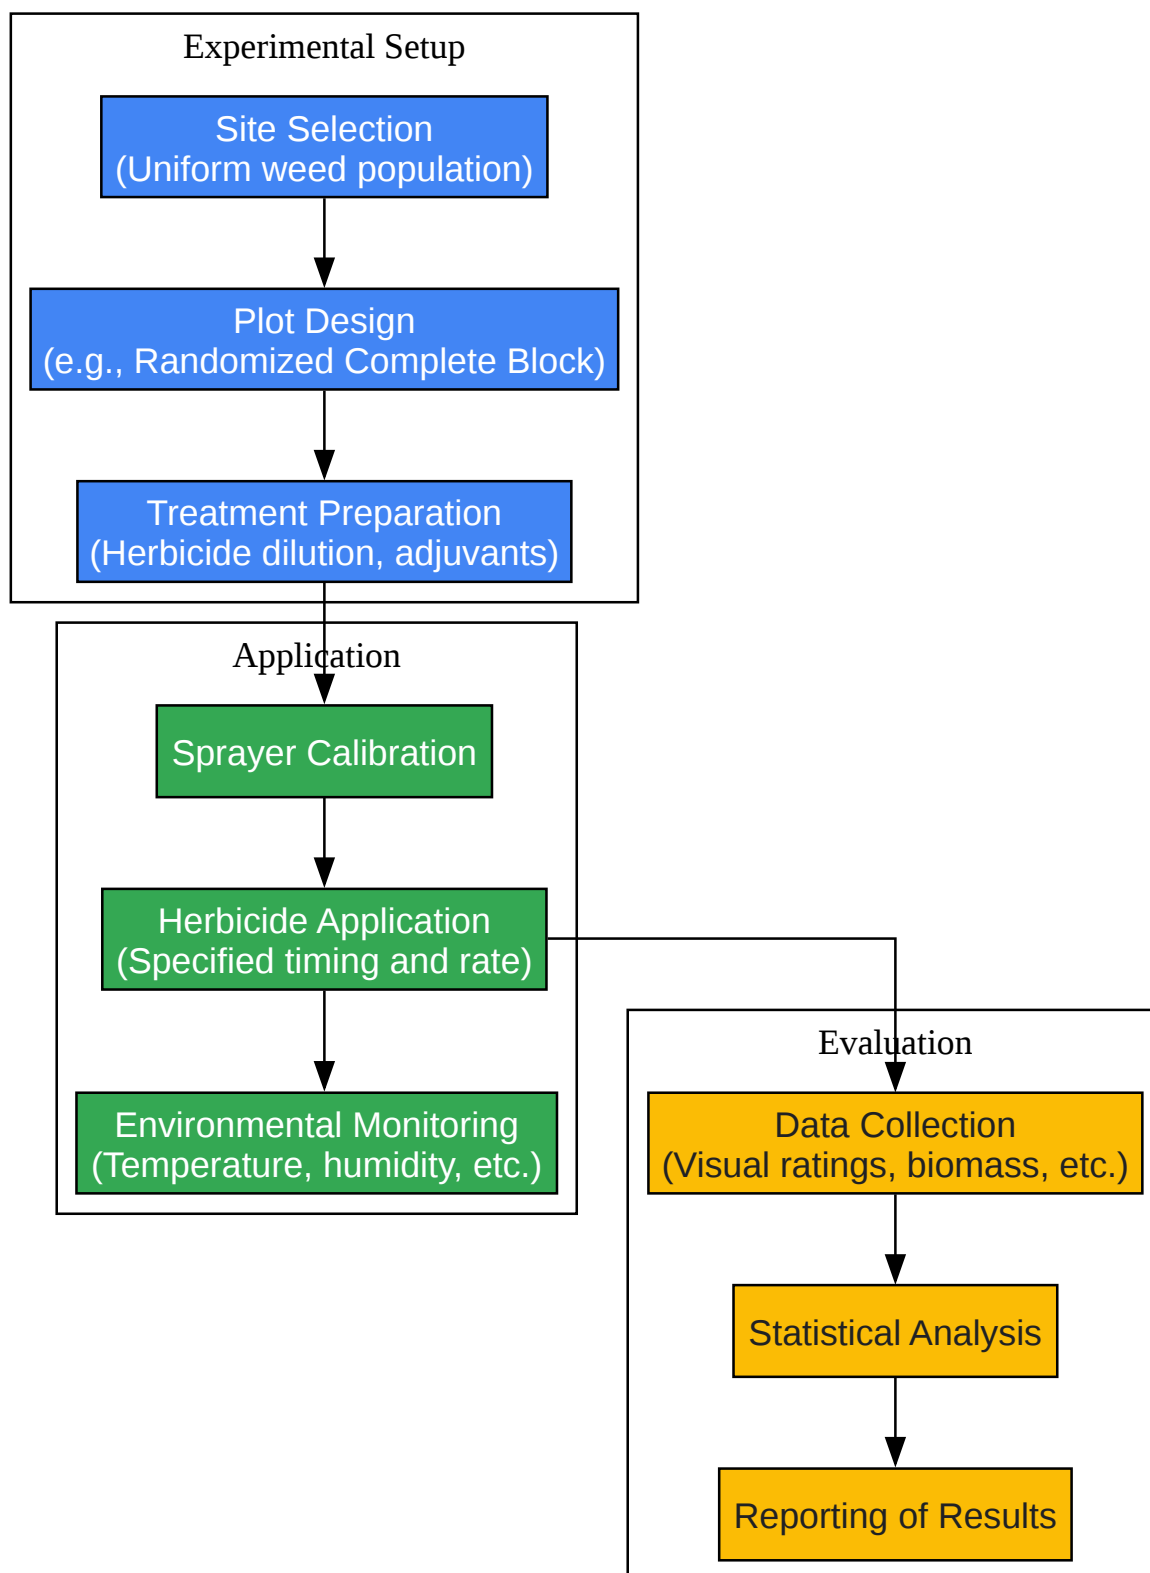 Experimental Setup
Site Selection
(Uniform weed population)
Plot Design
(e.g., Randomized Complete Block)
Treatment Preparation
(Herbicide dilution, adjuvants)
Application
Sprayer Calibration
Herbicide Application
(Specified timing and rate)
Environmental Monitoring
(Temperature, humidity, etc.)
Evaluation
Data Collection
(Visual ratings, biomass, etc.)
Statistical Analysis
Reporting of Results